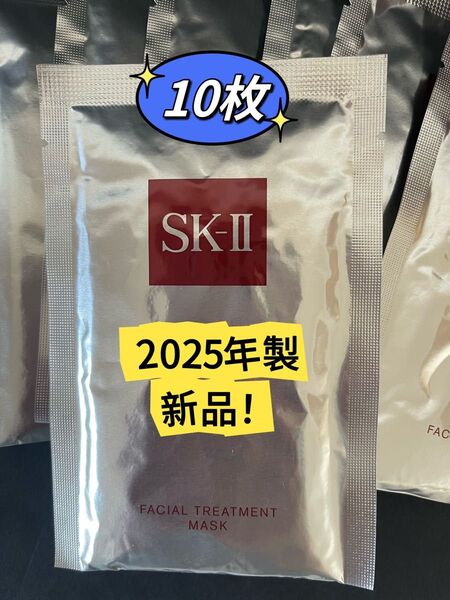 10枚
SK-II
2025年製
新品!
FACIAL TREATMENT
MASK
FAC